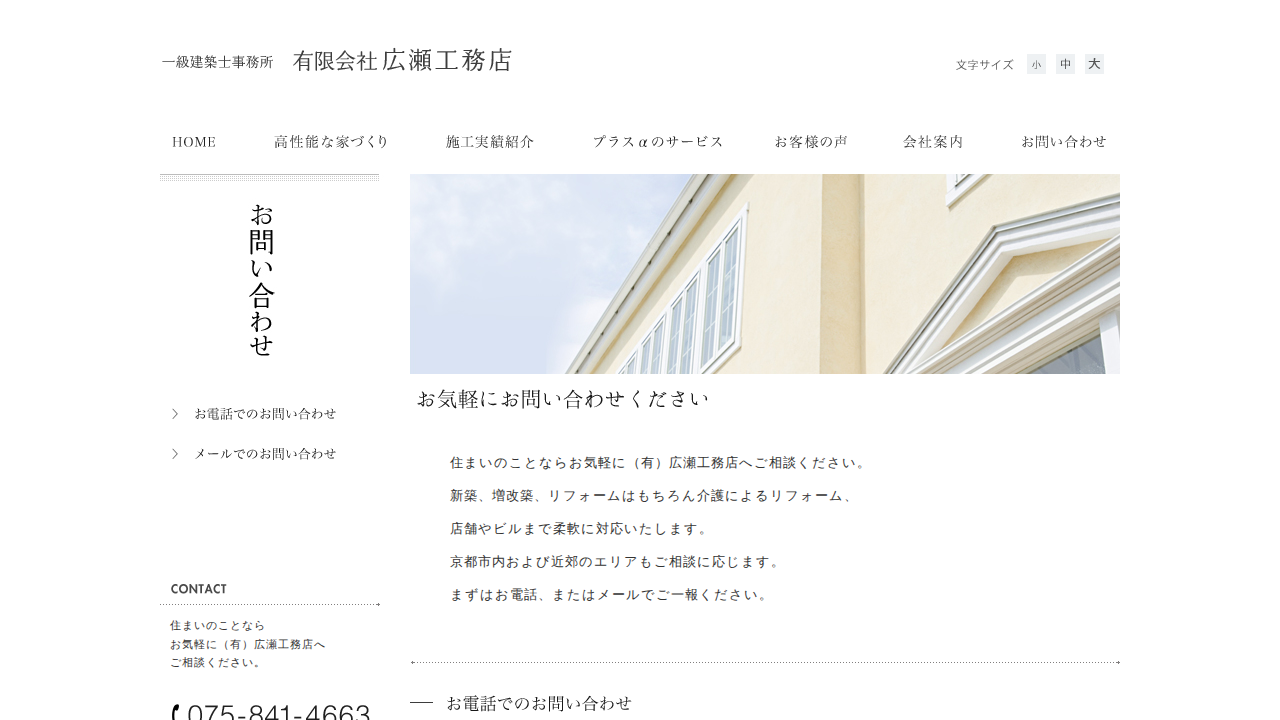 一級建築士事務所 有限会社 広瀬工務店
文字サイズ 小 中 大
HOME 高性能な家づくり 施工実績紹介 プラスαのサービス お客様の声 会社案内 お問い合わせ
お問い合わせ
お電話でのお問い合わせ
メールでのお問い合わせ
CONTACT
住まいのことなら
お気軽に（有）広瀬工務店へ
ご相談ください。
075-841-4663
お気軽にお問い合わせください
住まいのことならお気軽に（有）広瀬工務店へご相談ください。
新築、増改築、リフォームはもちろん介護によるリフォーム、
店舗やビルまで柔軟に対応いたします。
京都市内および近郊のエリアもご相談に応じます。
まずはお電話、またはメールでご一報ください。
お電話でのお問い合わせ